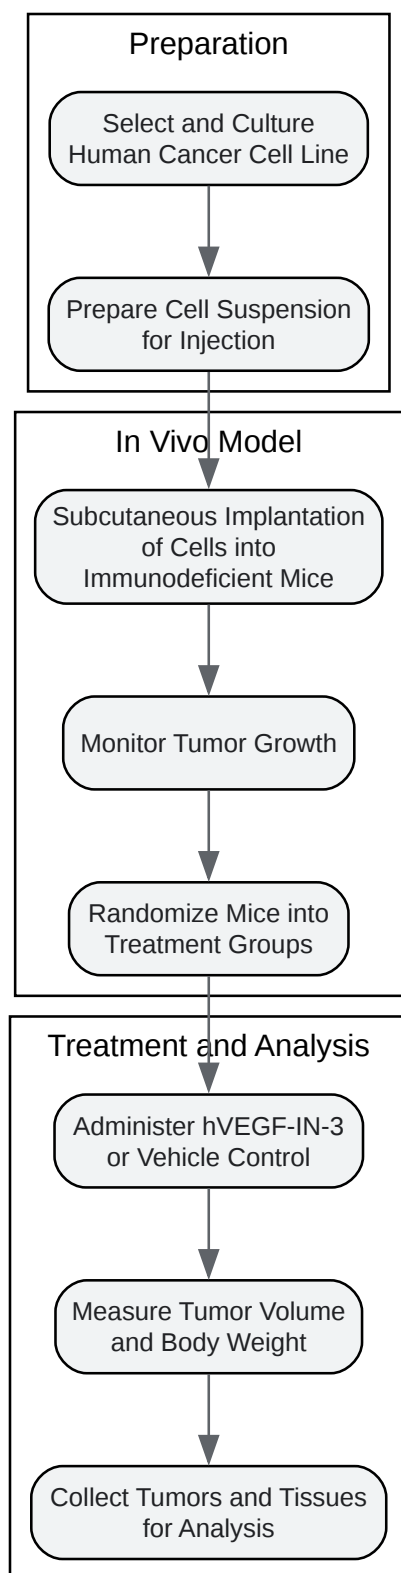 Preparation
Select and Culture
Human Cancer Cell Line
Prepare Cell Suspension
for Injection
In Vivo Model
Subcutaneous Implantation
of Cells into
Immunodeficient Mice
Monitor Tumor Growth
Randomize Mice into
Treatment Groups
Treatment and Analysis
Administer hVEGF-IN-3
or Vehicle Control
Measure Tumor Volume
and Body Weight
Collect Tumors and Tissues
for Analysis